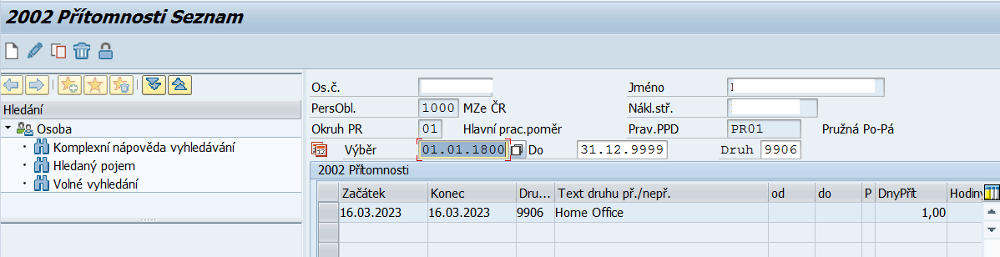 2002 Přítomnosti Seznam
Hledání
Osoba
Komplexní nápověda vyhledávání
Hledaný pojem
Volné vyhledání
Os.č. Jméno
PersObl. 1000 MZe ČR Nákl.stř.
Okruh PR 01 Hlavní prac.poměr Prav.PPD PR01 Pružná Po-Pá
Výběr 01.01.1800 Do 31.12.9999 Druh 9906
2002 Přítomnosti
Začátek Konec Dru... Text druhu př./nepř. od do P DnyPřít Hodiny
16.03.2023 16.03.2023 9906 Home Office 1,00